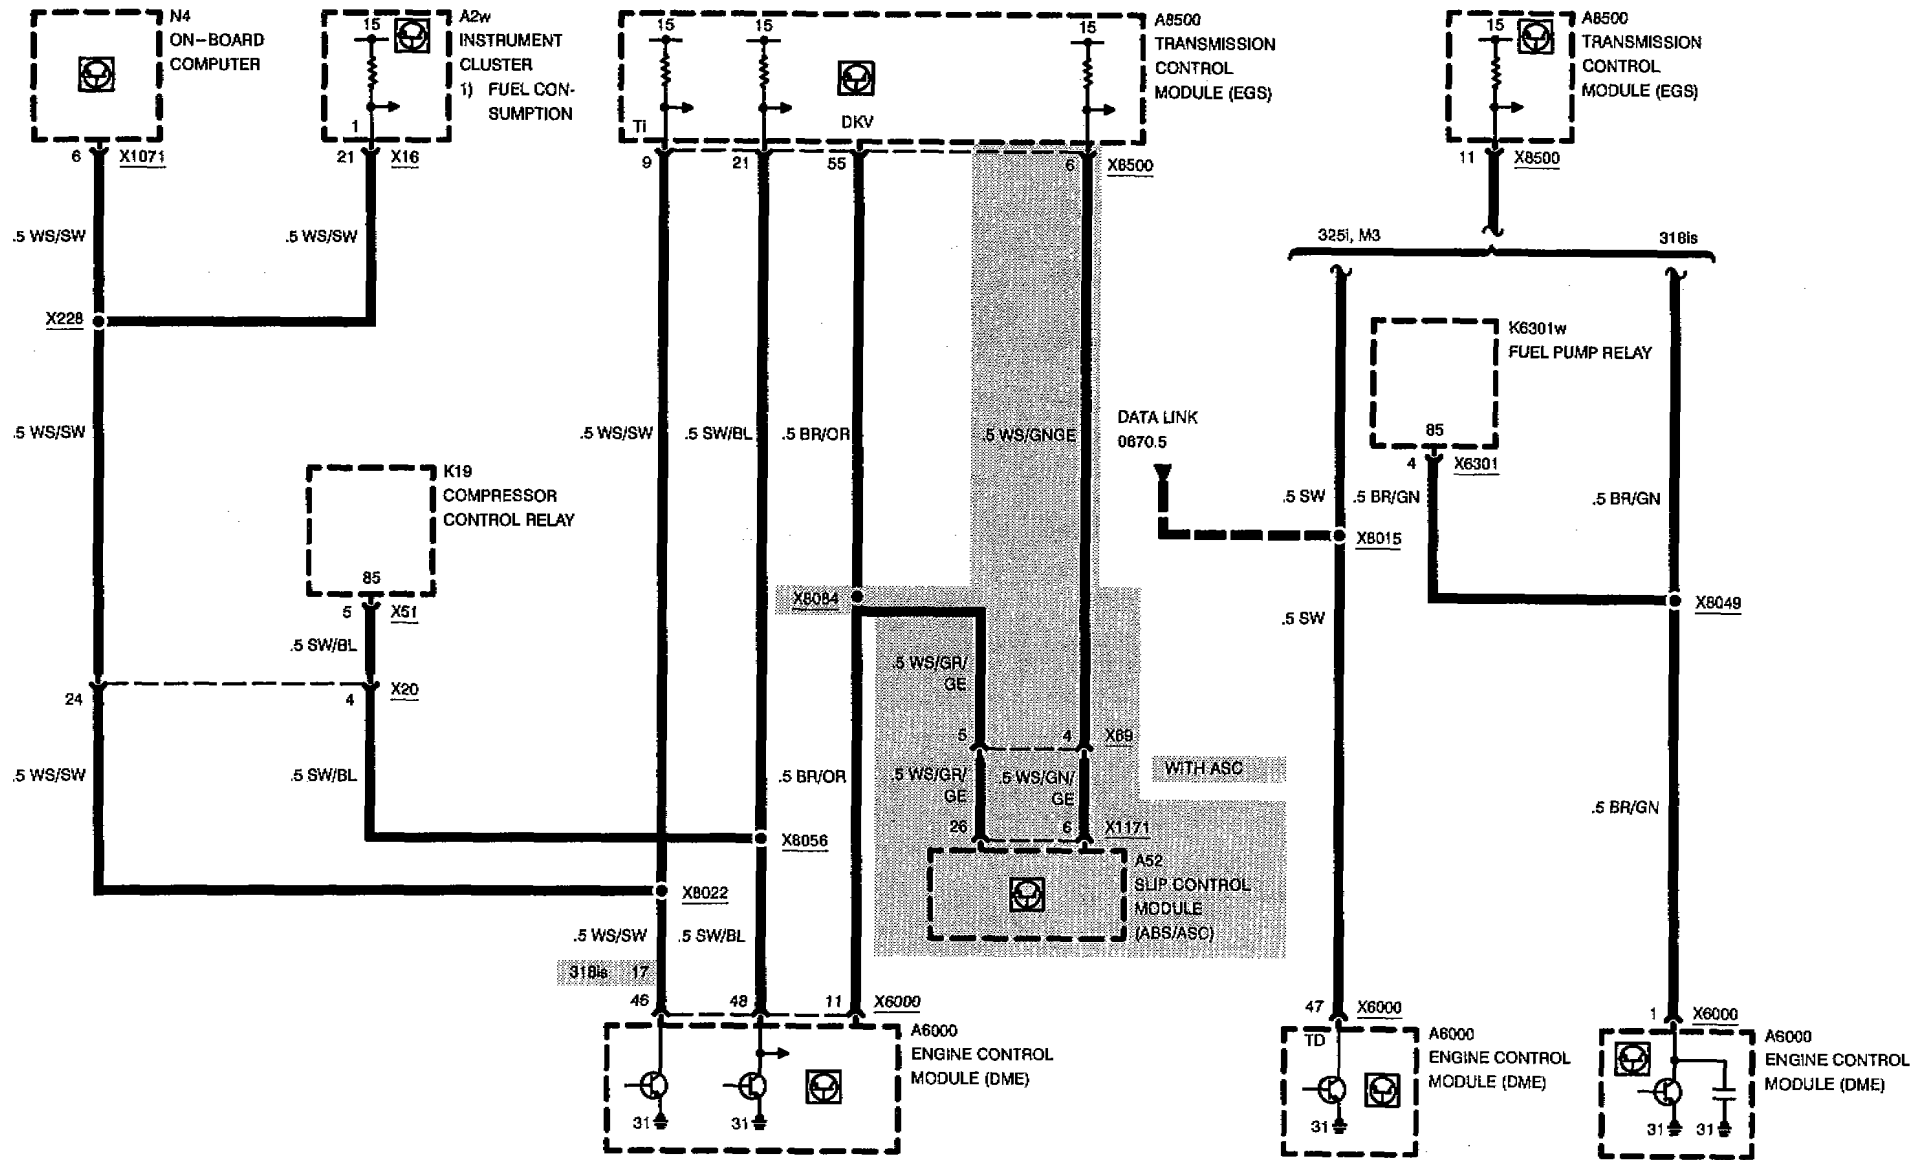 N4
ON-BOARD
COMPUTER
6
X1071
15
A2w
INSTRUMENT
CLUSTER
1) FUEL CON-
SUMPTION
1
21
X16
15
15
15
A8500
TRANSMISSION
CONTROL
MODULE (EGS)
TI
DKV
9
21
55
6
X8500
15
A8500
TRANSMISSION
CONTROL
MODULE (EGS)
11
X8500
.5 WS/SW
.5 WS/SW
325i, M3
318is
X228
K6301w
FUEL PUMP RELAY
85
4
X6301
.5 WS/SW
.5 WS/SW
.5 SW/BL
.5 BR/OR
.5 WS/GNGE
DATA LINK
0670.5
K19
COMPRESSOR
CONTROL RELAY
85
5
X51
.5 SW
.5 BR/GN
.5 BR/GN
X8015
X8084
X8049
.5 SW
.5 SW/BL
.5 WS/GR/
GE
24
4
X20
5
4
X69
.5 WS/SW
.5 SW/BL
.5 BR/OR
.5 WS/GR/
GE
.5 WS/GN/
GE
WITH ASC
.5 BR/GN
26
6
X1171
X8056
A52
SLIP CONTROL
MODULE
(ABS/ASC)
X8022
.5 WS/SW
.5 SW/BL
318is 17
46
48
11
X6000
A6000
ENGINE CONTROL
MODULE (DME)
31
31
47
X6000
TD
A6000
ENGINE CONTROL
MODULE (DME)
31
1
X6000
A6000
ENGINE CONTROL
MODULE (DME)
31
31